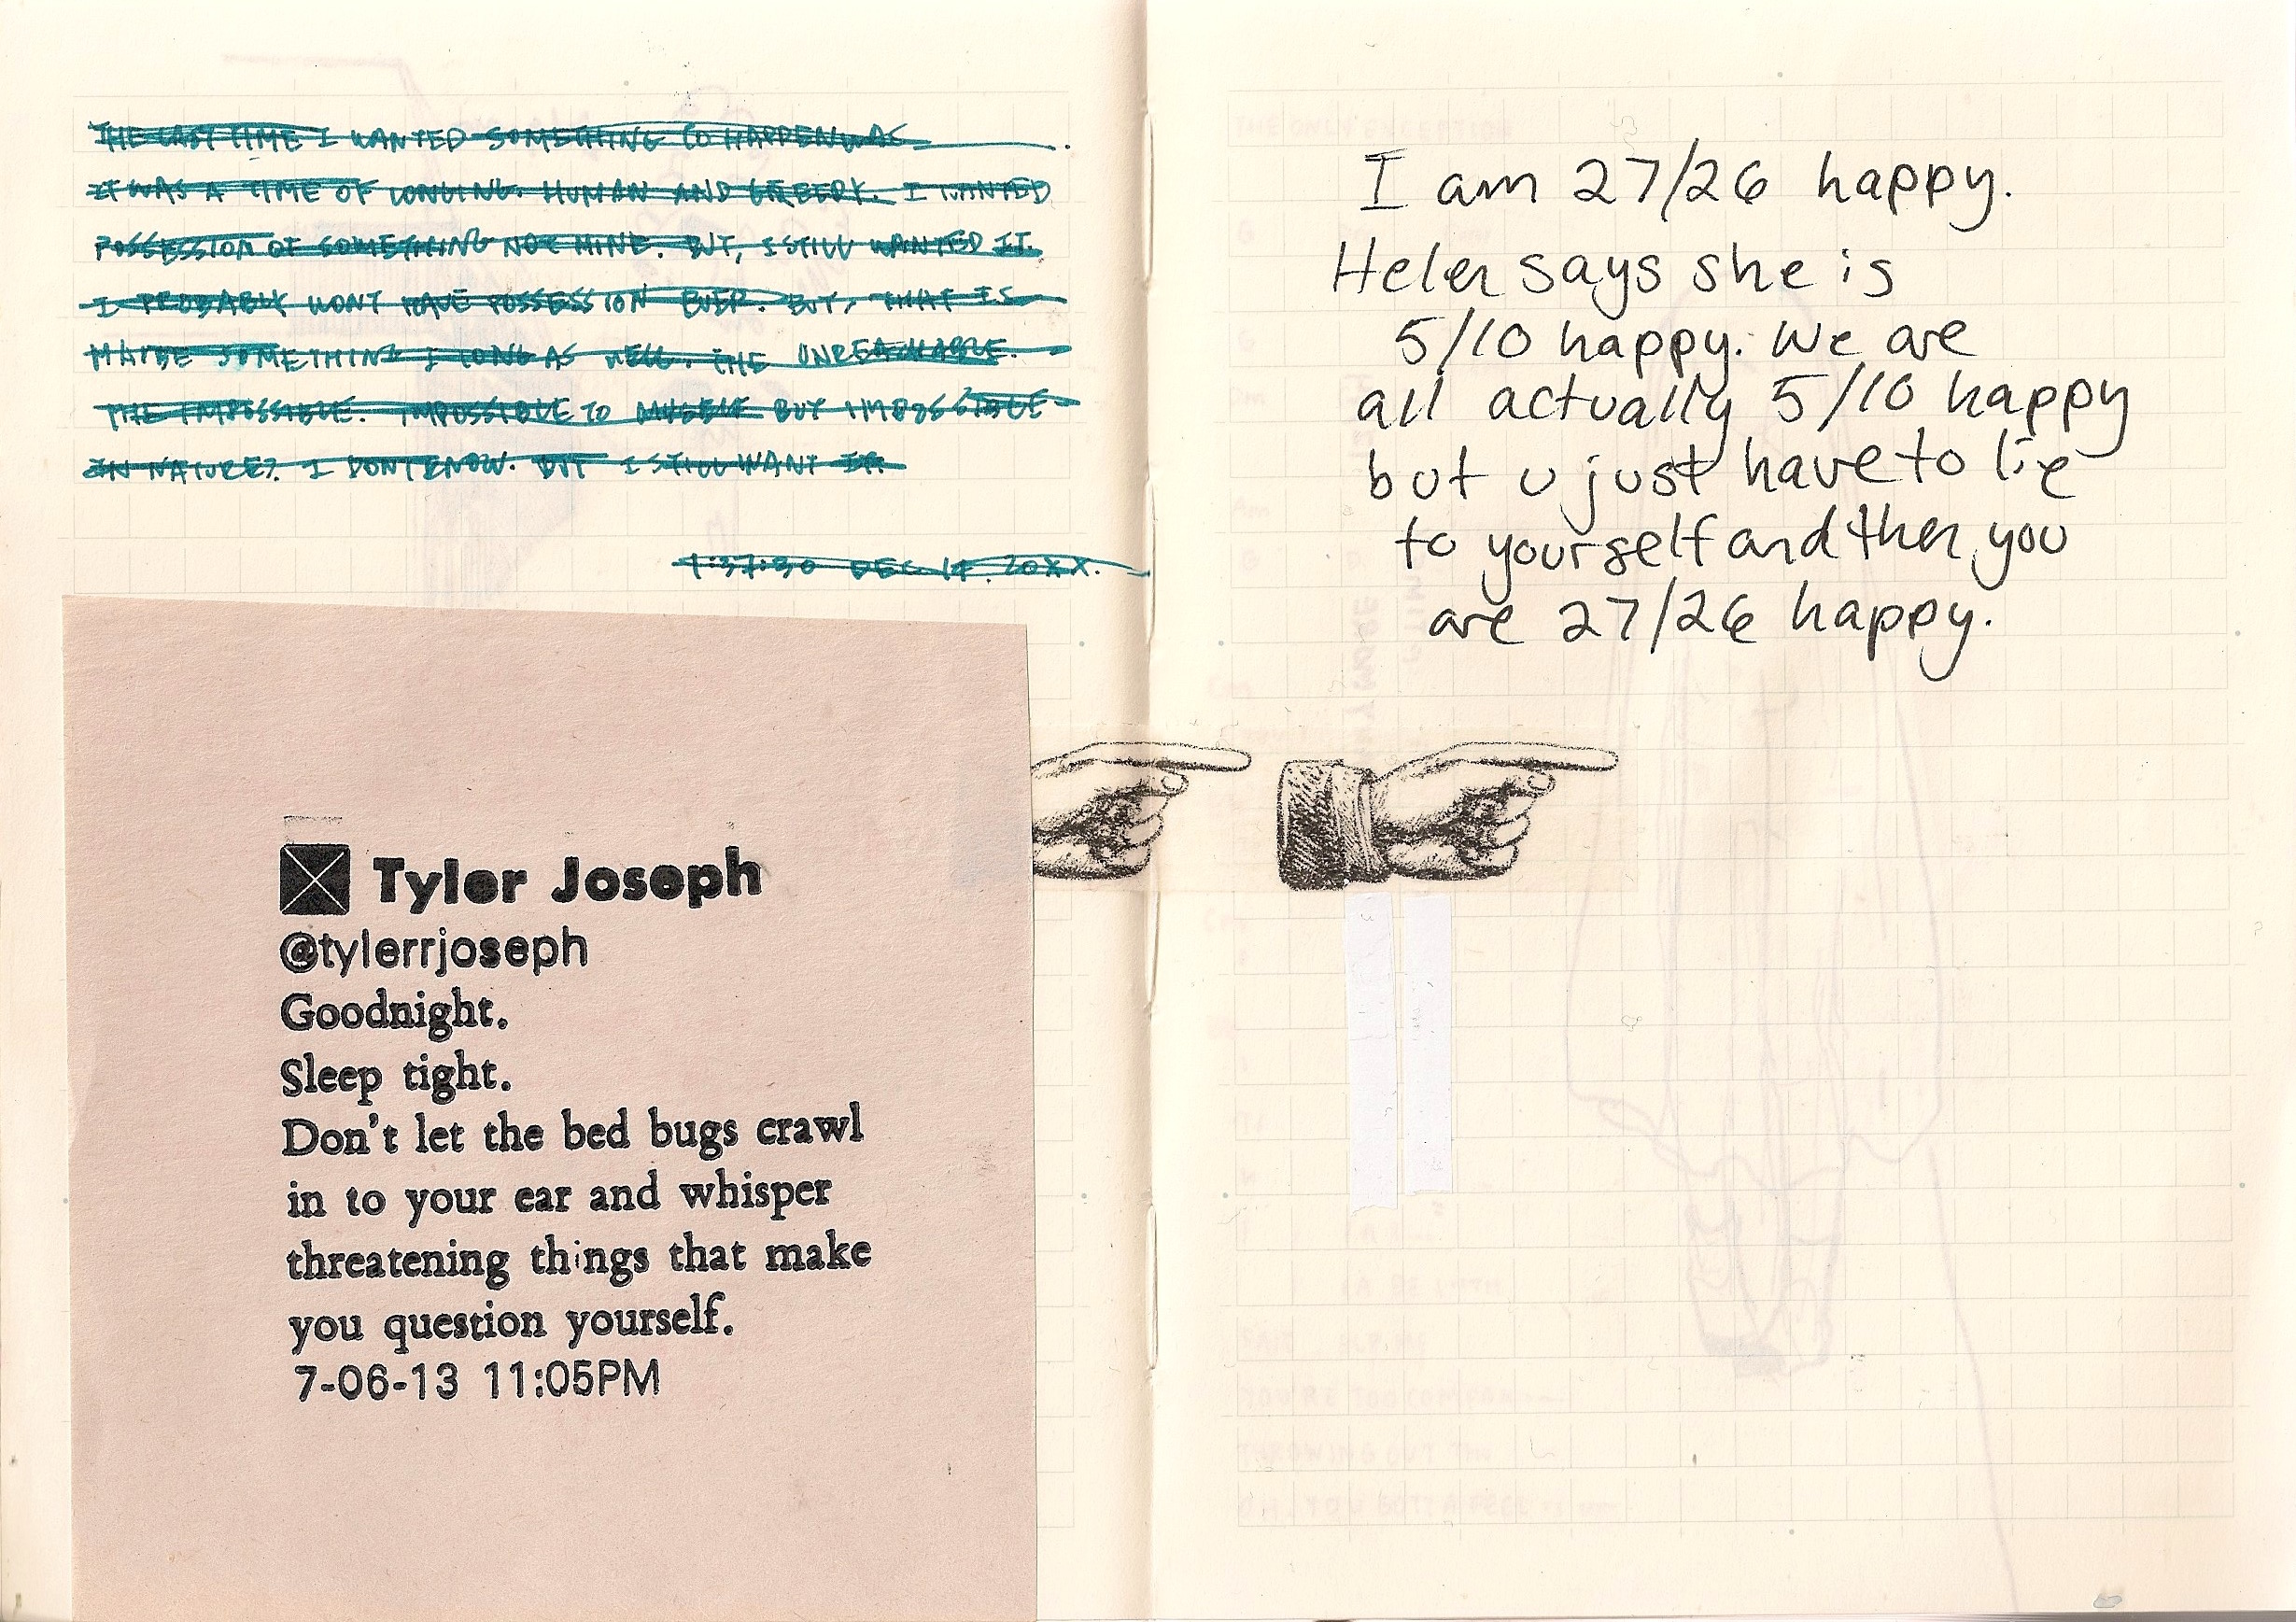 THE LAST TIME I WANTED SOMETHING TO HAPPEN WAS
IT WAS A TIME OF LONGING. HUMAN AND GREEDY. I WANTED
POSSESSION OF SOMETHING NOT MINE. BUT, I STILL WANTED IT.
I PROBABLY WONT HAVE POSSESSION EVER. BUT, THAT IS
MAYBE SOMETHING I LONG AS WELL. THE UNREACHABLE.
THE IMPOSSIBLE. IMPOSSIBLE TO MYSELF BUT IMPOSSIBLE
IN NATURE? I DONT KNOW. BUT I STILL WANT IT.
DEC 14. 20XX.
Tyler Joseph
@tylerrjoseph
Goodnight.
Sleep tight.
Don't let the bed bugs crawl
in to your ear and whisper
threatening things that make
you question yourself.
7-06-13 11:05PM
I am 27/26 happy.
Helen says she is
5/10 happy. We are
all actually 5/10 happy
but u just have to lie
to yourself and then you
are 27/26 happy.